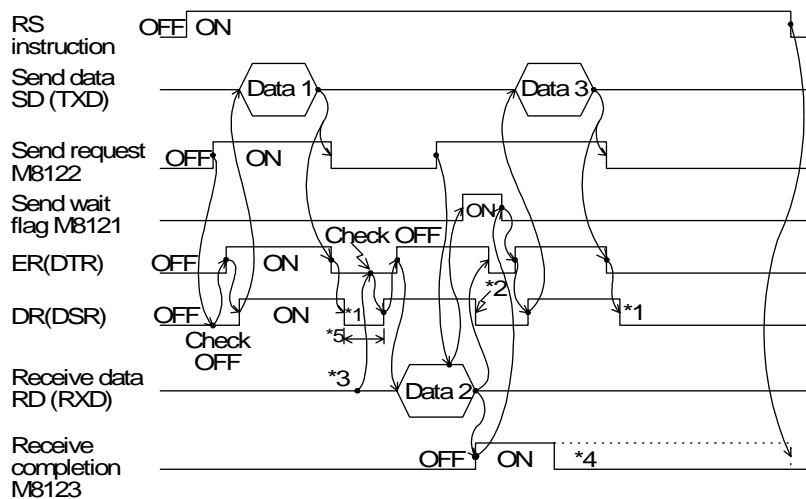 RS
instruction
OFF ON
Send data
SD (TXD)
Data 1
Data 3
Send request
M8122
OFF ON
Send wait
flag M8121
ON
Check OFF
ER(DTR)
OFF ON
DR(DSR)
OFF ON
*1
*2
*1
Check
OFF
*5
Receive data
RD (RXD)
*3
Data 2
Receive
completion
M8123
OFF ON
*4